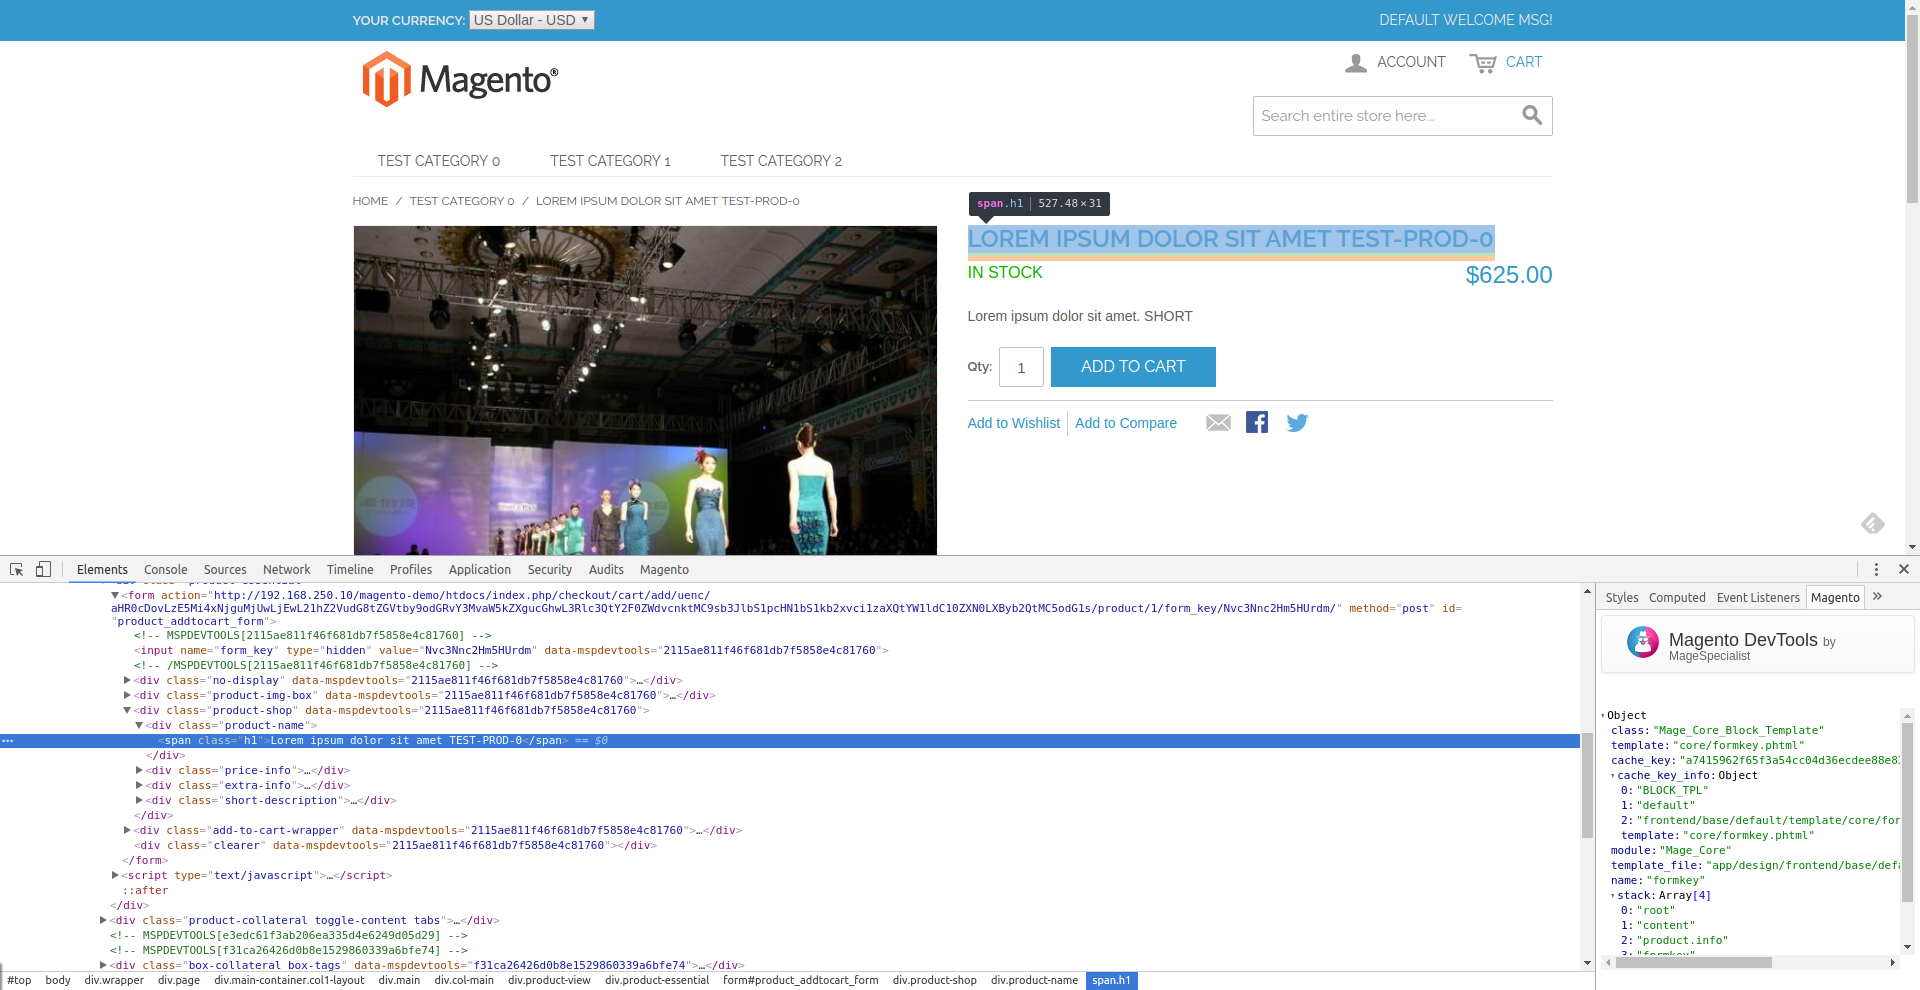 YOUR CURRENCY: US Dollar - USD
DEFAULT WELCOME MSG!
Magento®
ACCOUNT CART
Search entire store here...
TEST CATEGORY 0 TEST CATEGORY 1 TEST CATEGORY 2
HOME / TEST CATEGORY 0 / LOREM IPSUM DOLOR SIT AMET TEST-PROD-0
span.h1 | 527.48 × 31
LOREM IPSUM DOLOR SIT AMET TEST-PROD-0
IN STOCK $625.00
Lorem ipsum dolor sit amet. SHORT
Qty: 1 ADD TO CART
Add to Wishlist Add to Compare
Elements Console Sources Network Timeline Profiles Application Security Audits Magento
<form action="http://192.168.250.10/magento-demo/htdocs/index.php/checkout/cart/add/uenc/
"product_addtocart_form">
<!-- MSPDEVTOOLS[2115ae811f46f681db7f5858e4c81760] -->
<input name="form_key" type="hidden" value="Nvc3Nnc2Hm5HUrdm" data-mspdevtools="2115ae811f46f681db7f5858e4c81760">
<!-- /MSPDEVTOOLS[2115ae811f46f681db7f5858e4c81760] -->
<div class="no-display" data-mspdevtools="2115ae811f46f681db7f5858e4c81760">…</div>
<div class="product-img-box" data-mspdevtools="2115ae811f46f681db7f5858e4c81760">…</div>
<div class="product-shop" data-mspdevtools="2115ae811f46f681db7f5858e4c81760">
<div class="product-name">
<span class="h1">Lorem ipsum dolor sit amet TEST-PROD-0</span> == $0
</div>
<div class="price-info">…</div>
<div class="extra-info">…</div>
<div class="short-description">…</div>
</div>
<div class="add-to-cart-wrapper" data-mspdevtools="2115ae811f46f681db7f5858e4c81760">…</div>
<div class="clearer" data-mspdevtools="2115ae811f46f681db7f5858e4c81760"></div>
</form>
<script type="text/javascript">…</script>
::after
</div>
<div class="product-collateral toggle-content tabs">…</div>
<!-- MSPDEVTOOLS[e3edc61f3ab206ea335d4e6249d05d29] -->
<!-- MSPDEVTOOLS[f31ca26426d0b8e1529860339a6bfe74] -->
<div class="box-collateral box-tags" data-mspdevtools="f31ca26426d0b8e1529860339a6bfe74">…</div>
#top body div.wrapper div.page div.main-container.col1-layout div.main div.col-main div.product-view div.product-essential form#product_addtocart_form div.product-shop div.product-name span.h1
Styles Computed Event Listeners Magento »
Magento DevTools by
MageSpecialist
Object
class: "Mage_Core_Block_Template"
template: "core/formkey.phtml"
cache_key: "a7415962f65f3a54cc04d36ecdee88e8
cache_key_info: Object
0: "BLOCK_TPL"
1: "default"
2: "frontend/base/default/template/core/for
template: "core/formkey.phtml"
module: "Mage_Core"
template_file: "app/design/frontend/base/defa
name: "formkey"
stack: Array[4]
0: "root"
1: "content"
2: "product.info"
3: "formkey"